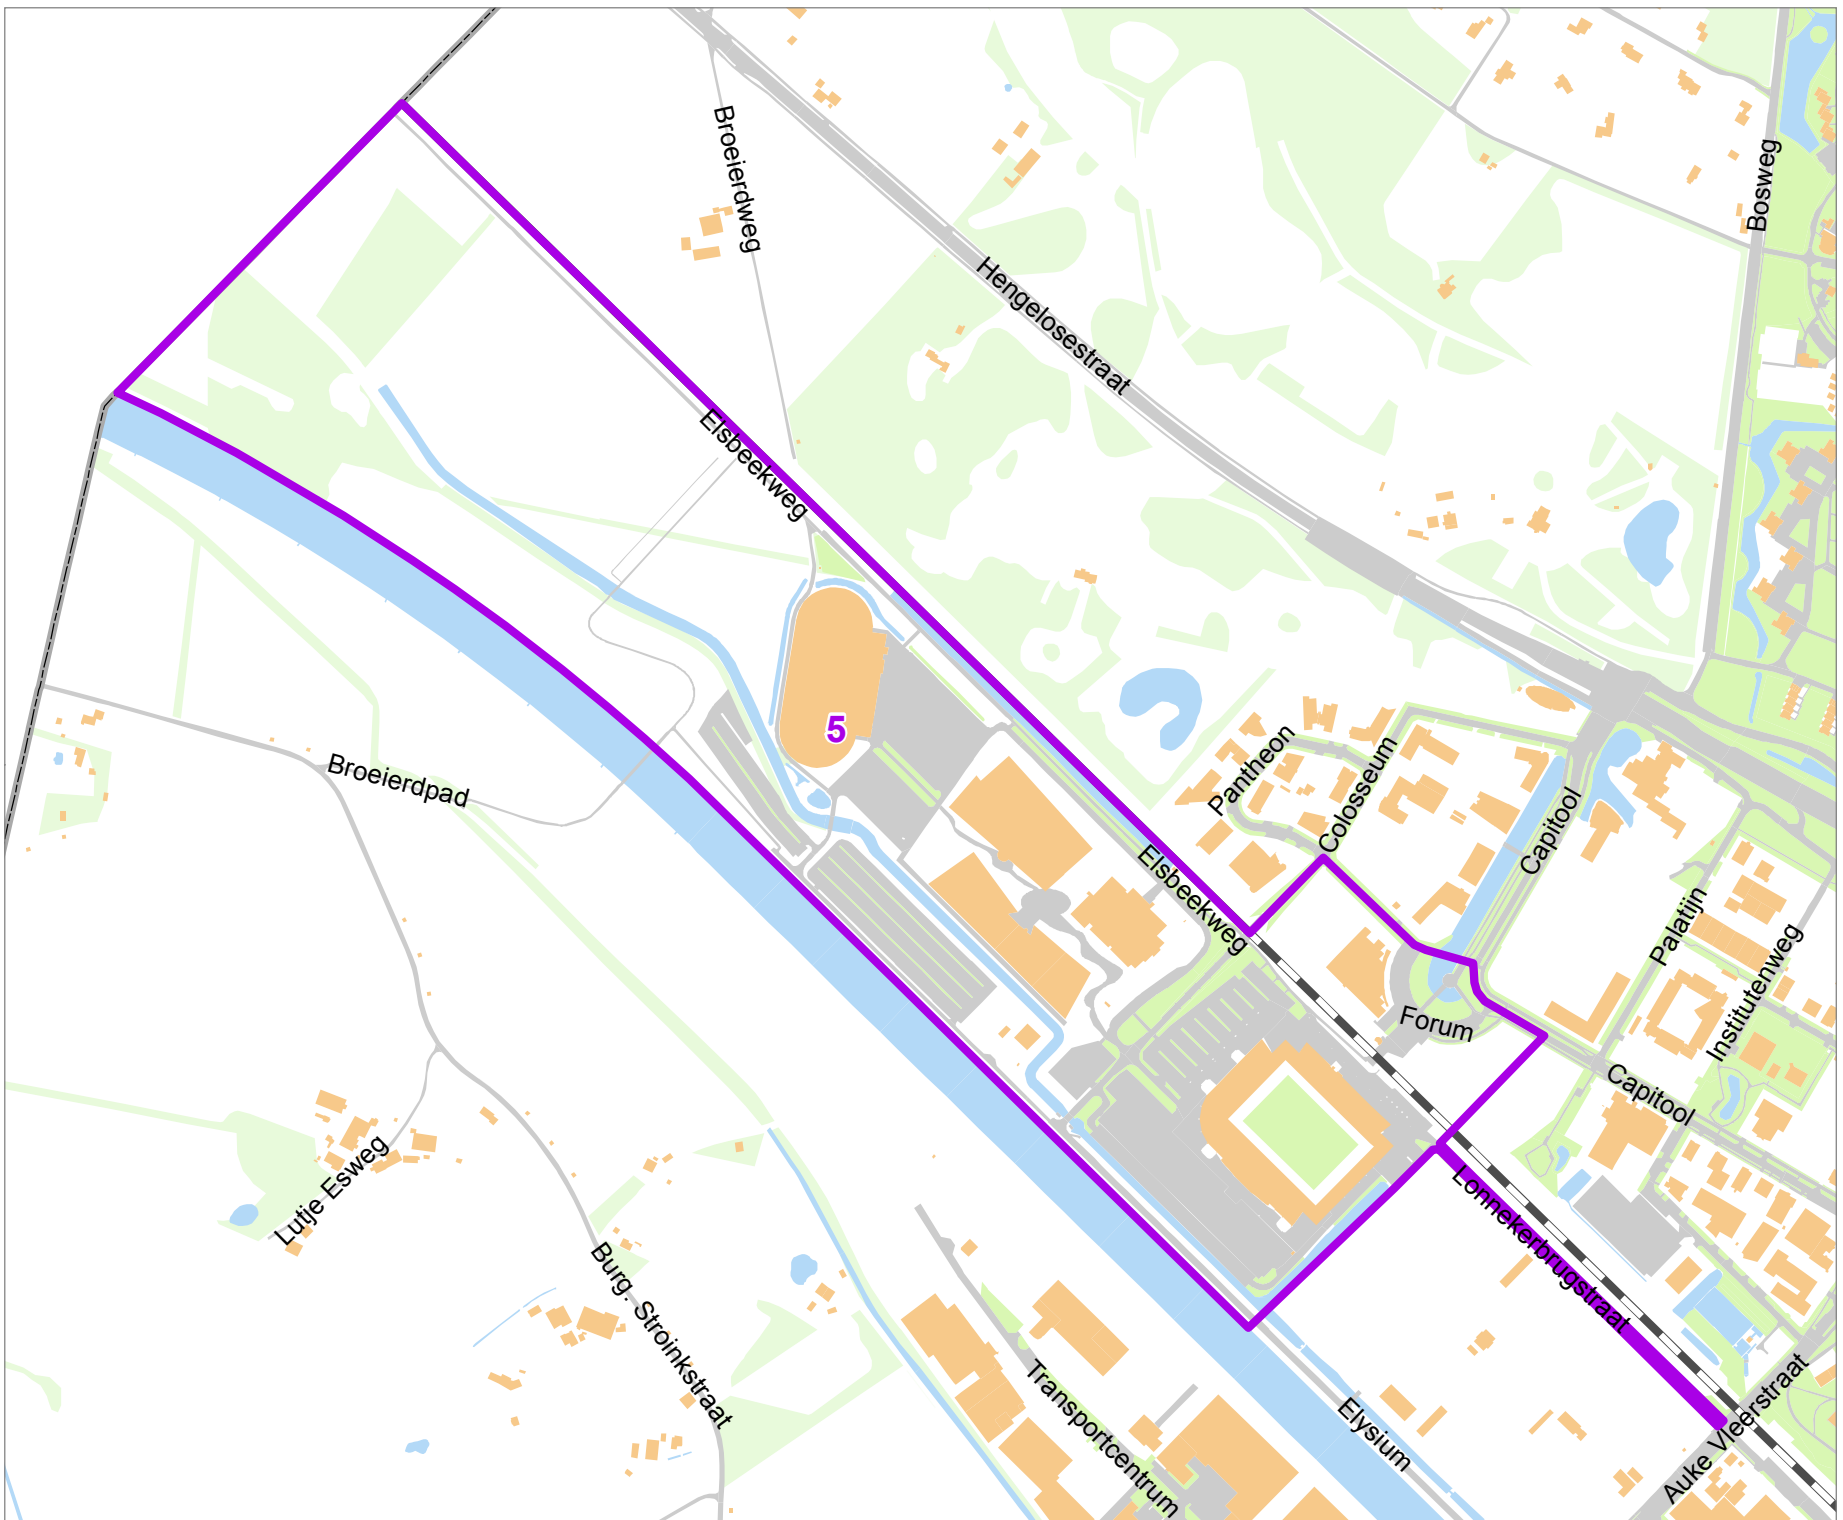 Broeierdweg
Bosweg
Hengelosestraat
Elsbeekweg
5
Pantheon
Colosseum
Broeierdpad
Capitool
Elsbeekweg
Palatijn
Institutenweg
Forum
Capitool
Lutje Esweg
Lonnekerbrugstraat
Burg. Stroinkstraat
Transportcentrum
Elysium
Auke Vleerstraat